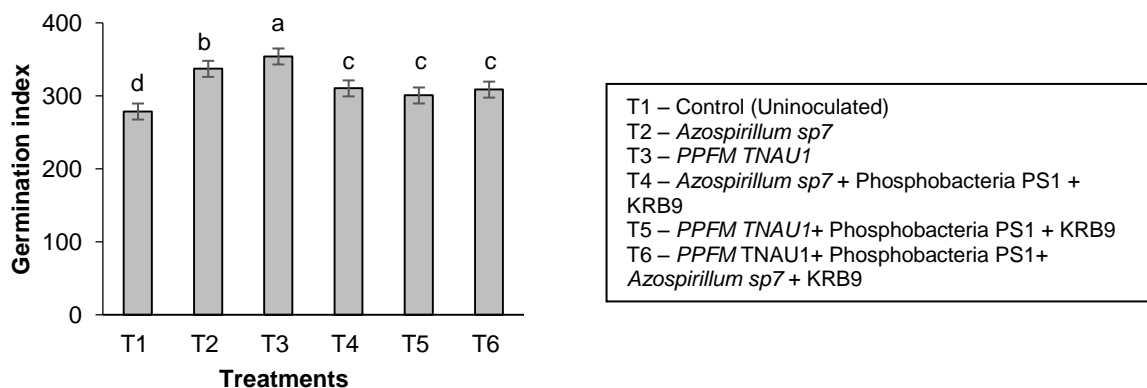 400
300
200
100
0
Germination index
d
b
a
c
c
c
T1 T2 T3 T4 T5 T6
Treatments
T1 – Control (Uninoculated)
T2 – Azospirillum sp7
T3 – PPFM TNAU1
T4 – Azospirillum sp7 + Phosphobacteria PS1 +
KRB9
T5 – PPFM TNAU1+ Phosphobacteria PS1 + KRB9
T6 – PPFM TNAU1+ Phosphobacteria PS1+
Azospirillum sp7 + KRB9